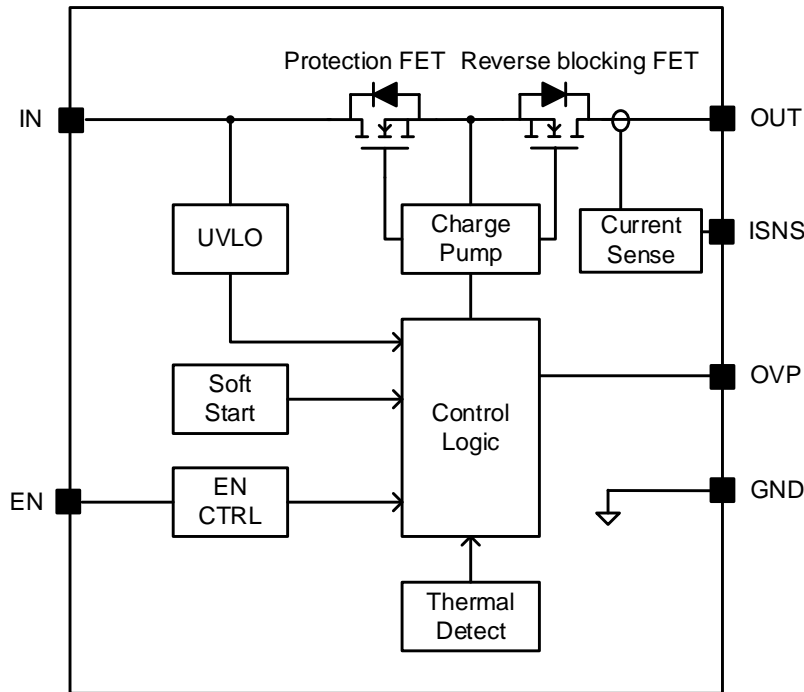 Protection FET
Reverse blocking FET
IN
OUT
UVLO
Charge
Pump
Current
Sense
ISNS
Soft
Start
Control
Logic
OVP
EN
EN
CTRL
GND
Thermal
Detect